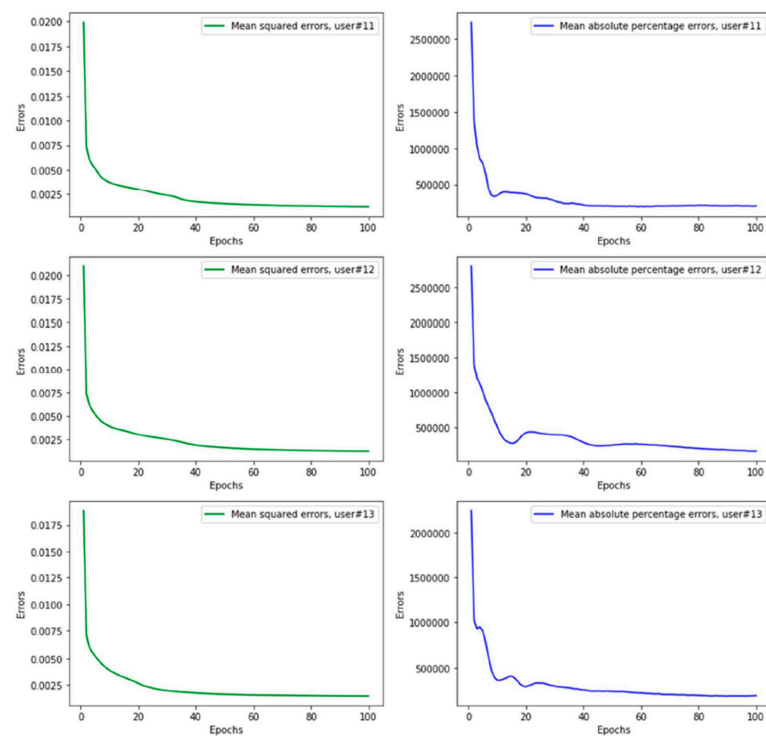 Mean squared errors, user#11
Errors
0.0200
0.0175
0.0150
0.0125
0.0100
0.0075
0.0050
0.0025
0 20 40 60 80 100
Epochs
Mean absolute percentage errors, user#11
Errors
2500000
2000000
1500000
1000000
500000
0 20 40 60 80 100
Epochs
Mean squared errors, user#12
Errors
0.0200
0.0175
0.0150
0.0125
0.0100
0.0075
0.0050
0.0025
0 20 40 60 80 100
Epochs
Mean absolute percentage errors, user#12
Errors
2500000
2000000
1500000
1000000
500000
0 20 40 60 80 100
Epochs
Mean squared errors, user#13
Errors
0.0175
0.0150
0.0125
0.0100
0.0075
0.0050
0.0025
0 20 40 60 80 100
Epochs
Mean absolute percentage errors, user#13
Errors
2000000
1500000
1000000
500000
0 20 40 60 80 100
Epochs